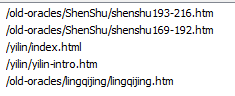 /old-oracles/ShenShu/shenshu193-216.htm
/old-oracles/ShenShu/shenshu169-192.htm
/yilin/index.html
/yilin/yilin-intro.htm
/old-oracles/lingqijing/lingqijing.htm